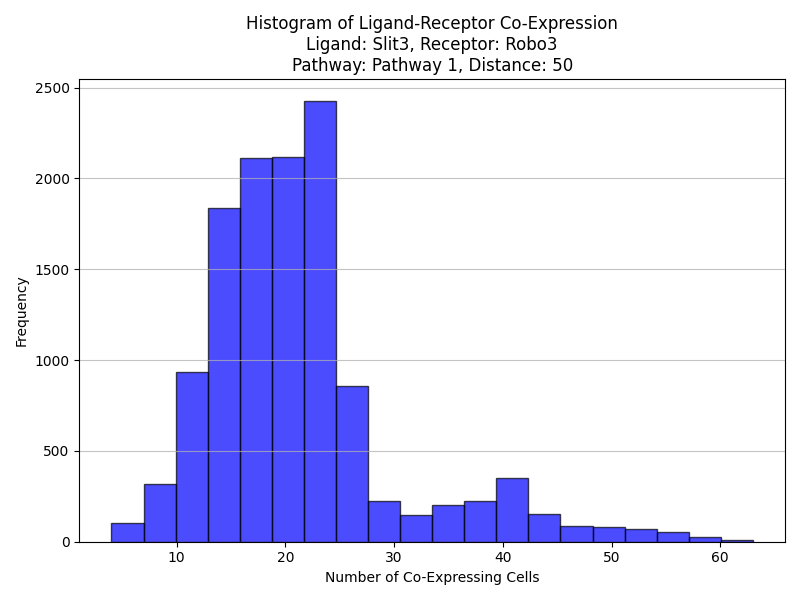 Histogram of Ligand-Receptor Co-Expression
Ligand: Slit3, Receptor: Robo3
Pathway: Pathway 1, Distance: 50
2500
2000
1500
1000
500
0
Frequency
10 20 30 40 50 60
Number of Co-Expressing Cells